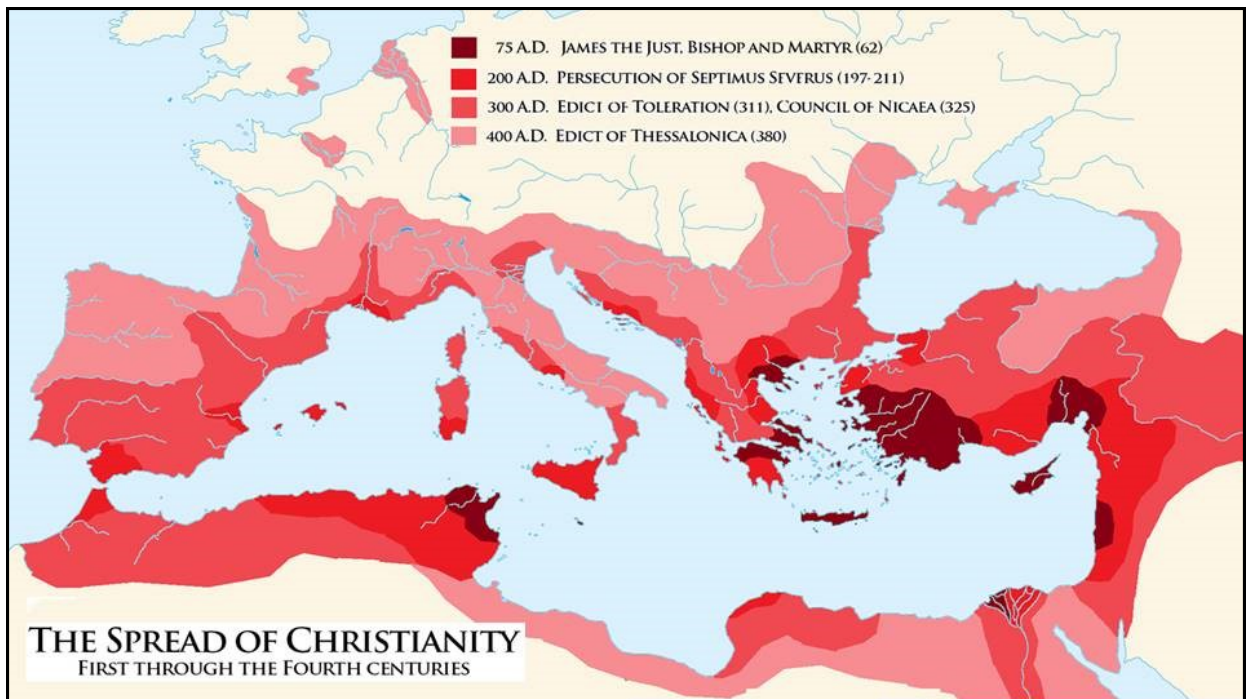 75 A.D. JAMES THE JUST, BISHOP AND MARTYR (62)
200 A.D. PERSECUTION OF SEPTIMUS SEVERUS (197-211)
300 A.D. EDICT OF TOLERATION (311), COUNCIL OF NICAEA (325)
400 A.D. EDICT OF THESSALONICA (380)
THE SPREAD OF CHRISTIANITY
FIRST THROUGH THE FOURTH CENTURIES